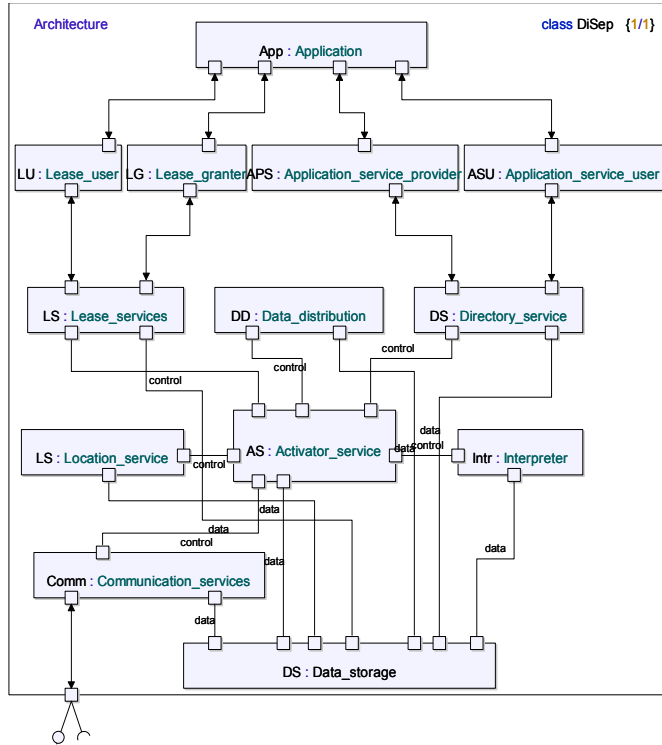 Architecture
class DiSep {1/1}
App : Application
LU : Lease_user
LG : Lease_granter
APS : Application_service_provider
ASU : Application_service_user
LS : Lease_services
DD : Data_distribution
DS : Directory_service
control
control
control
LS : Location_service
AS : Activator_service
Intr : Interpreter
data
data
control
control
data
control
data
data
Comm : Communication_services
data
DS : Data_storage